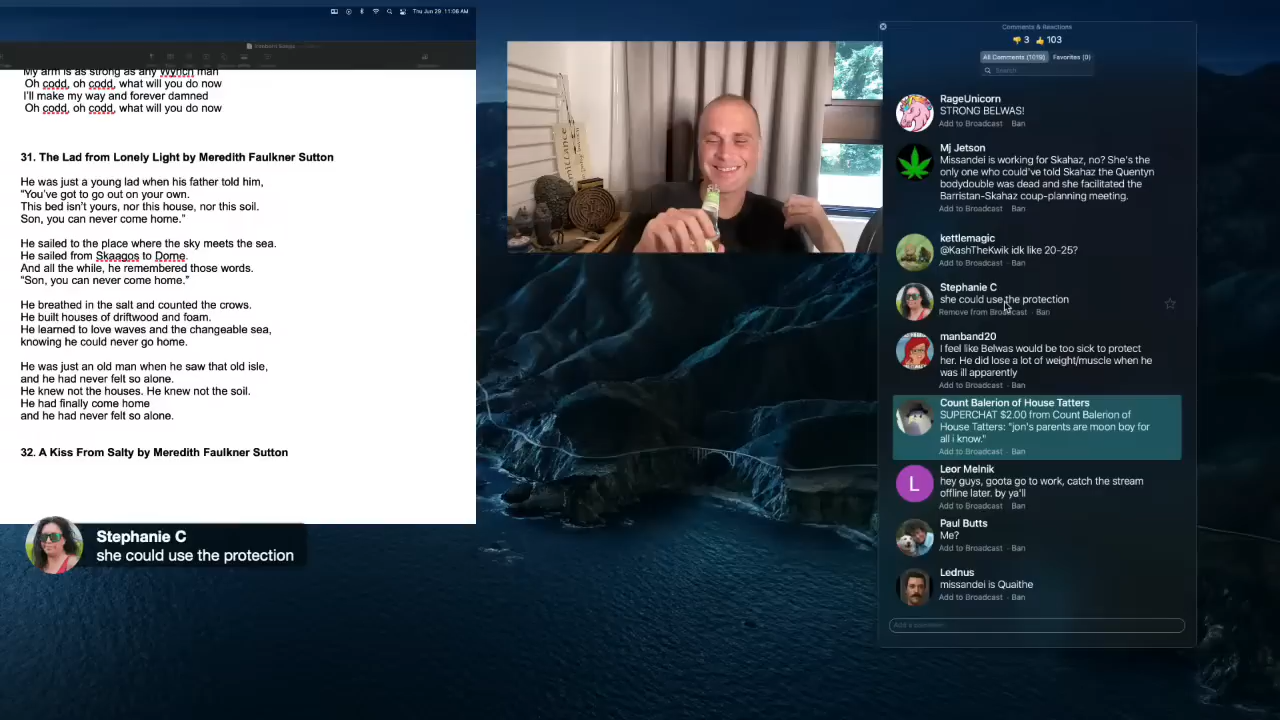 Thu Jun 29 11:06 AM
My arm is as strong as any Wynch man
Oh codd, oh codd, what will you do now
I'll make my way and forever damned
Oh codd, oh codd, what will you do now
31. The Lad from Lonely Light by Meredith Faulkner Sutton
He was just a young lad when his father told him,
“You've got to go out on your own.
This bed isn't yours, nor this house, nor this soil.
Son, you can never come home.”
He sailed to the place where the sky meets the sea.
He sailed from Skaagos to Dorne.
And all the while, he remembered those words.
“Son, you can never come home.”
He breathed in the salt and counted the crows.
He built houses of driftwood and foam.
He learned to love waves and the changeable sea,
knowing he could never go home.
He was just an old man when he saw that old isle,
and he had never felt so alone.
He knew not the houses. He knew not the soil.
He had finally come home
and he had never felt so alone.
32. A Kiss From Salty by Meredith Faulkner Sutton
Stephanie C
she could use the protection
Comments & Reactions
3 103
All Comments (1019) Favorites (0)
Search
RageUnicorn
STRONG BELWAS!
Add to Broadcast · Ban
Mj Jetson
Missandei is working for Skahaz, no? She's the
only one who could've told Skahaz the Quentyn
bodydouble was dead and she facilitated the
Barristan-Skahaz coup-planning meeting.
Add to Broadcast · Ban
kettlemagic
@KashTheKwik idk like 20-25?
Add to Broadcast · Ban
Stephanie C
she could use the protection
Remove from Broadcast · Ban
manband20
I feel like Belwas would be too sick to protect
her. He did lose a lot of weight/muscle when he
was ill apparently
Add to Broadcast · Ban
Count Balerion of House Tatters
SUPERCHAT $2.00 from Count Balerion of
House Tatters: "jon's parents are moon boy for
all i know."
Add to Broadcast · Ban
L
Leor Melnik
hey guys, goota go to work, catch the stream
offline later. by ya'll
Add to Broadcast · Ban
Paul Butts
Me?
Add to Broadcast · Ban
Lednus
missandei is Quaithe
Add to Broadcast · Ban
Add a comment